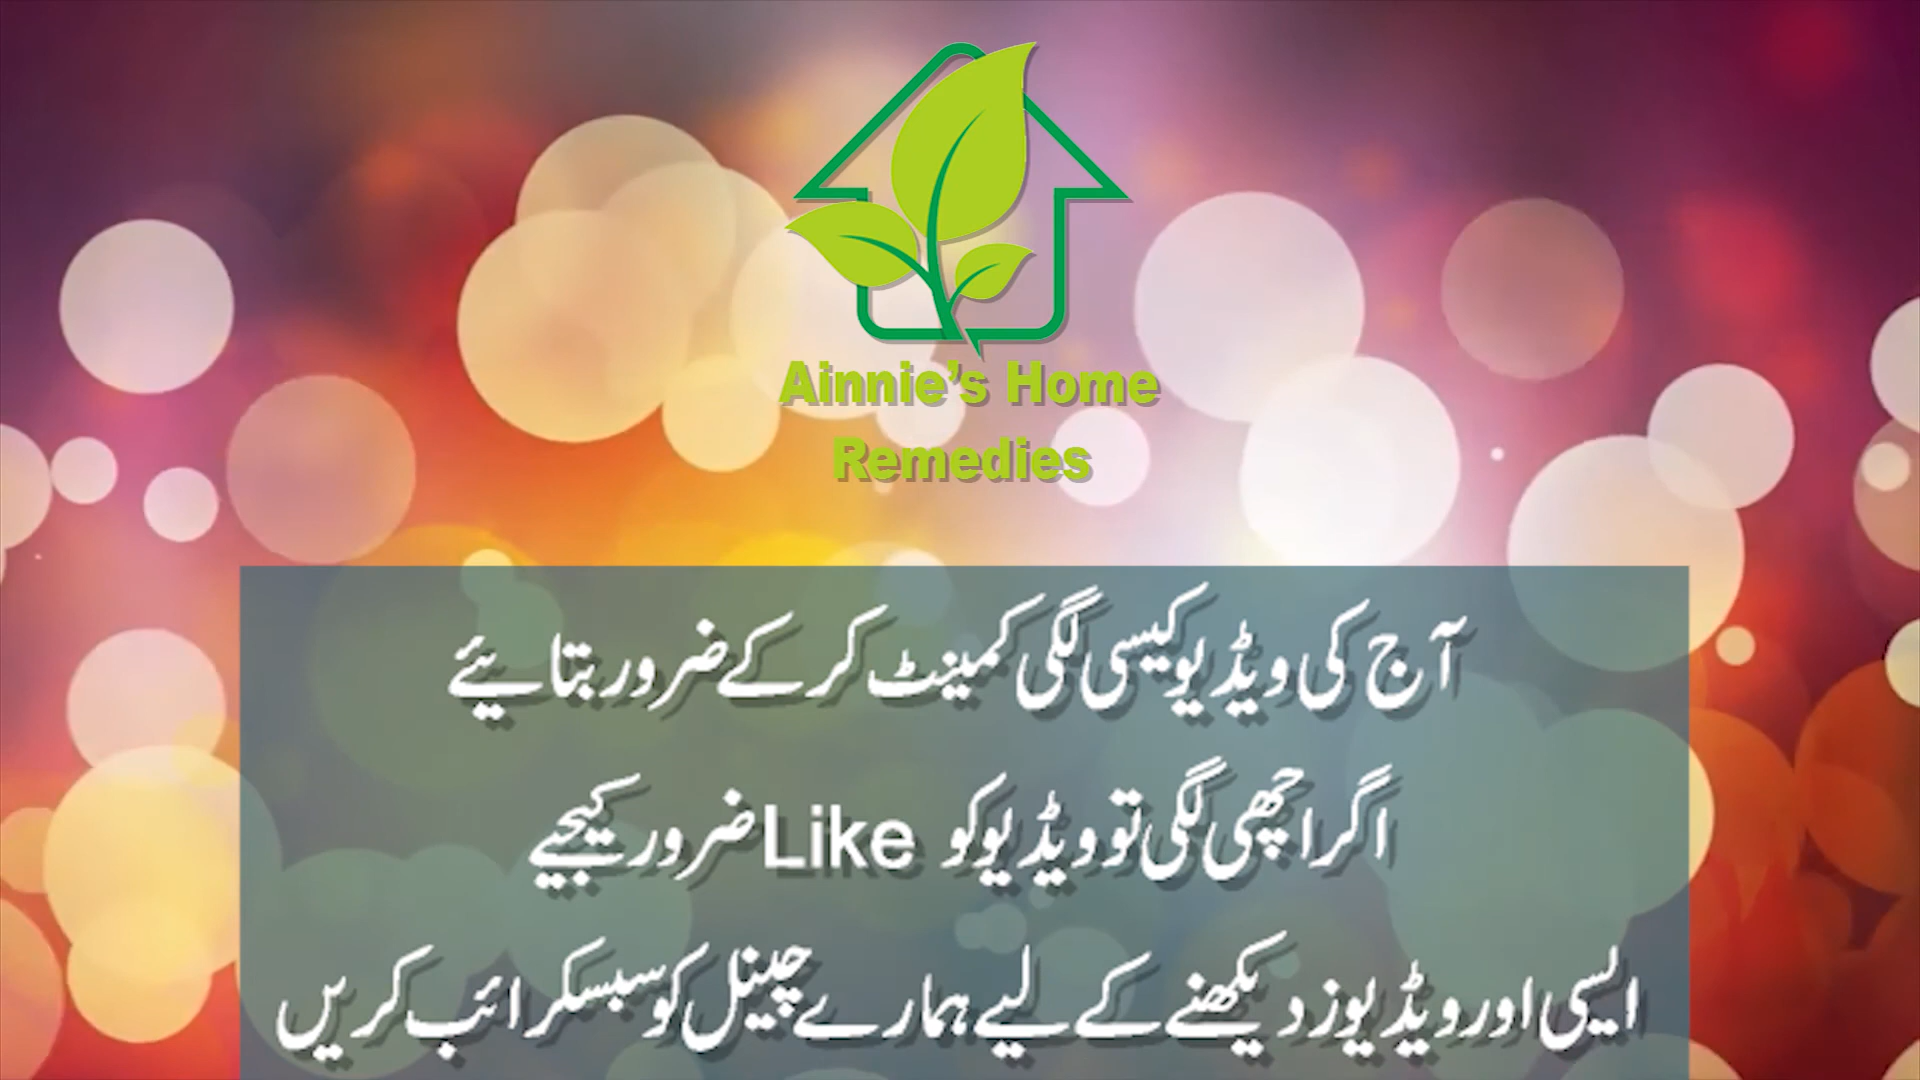 Ainnie's Home
Remedies
آج کی ویڈیو کیسی لگی کمینٹ کر کے ضرور بتایئے
اگر اچھی لگی تو ویڈیو کو Like ضرور کیجیے
ایسی اور ویڈیوز دیکھنے کے لیے ہمارے چینل کو سبسکرائب کریں